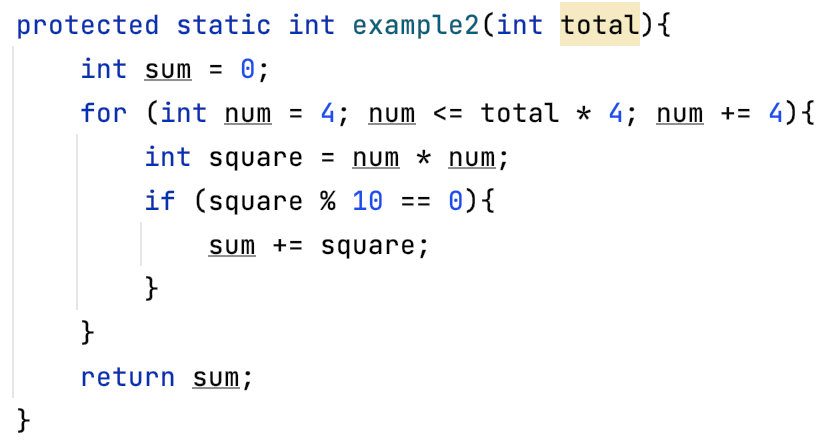 protected static int example2(int total){
    int sum = 0;
    for (int num = 4; num <= total * 4; num += 4){
        int square = num * num;
        if (square % 10 == 0){
            sum += square;
        }
    }
    return sum;
}